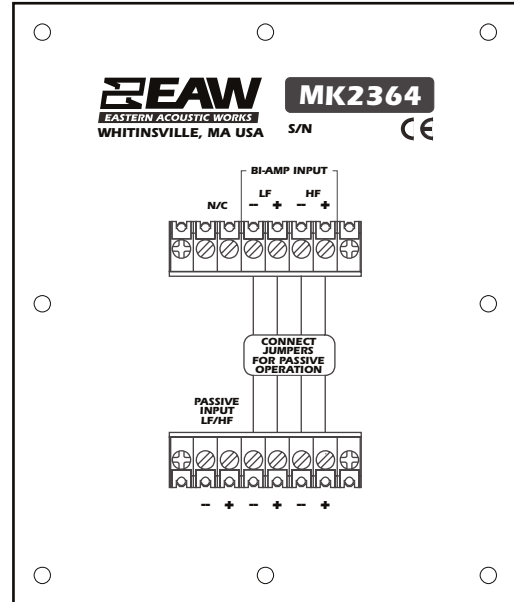 EAW
MK2364
EASTERN ACOUSTIC WORKS
WHITINSVILLE, MA USA
S/N
CE
BI-AMP INPUT
LF HF
N/C -- + -- +
CONNECT
JUMPERS
FOR PASSIVE
OPERATION
PASSIVE
INPUT
LF/HF
-- + -- + -- +